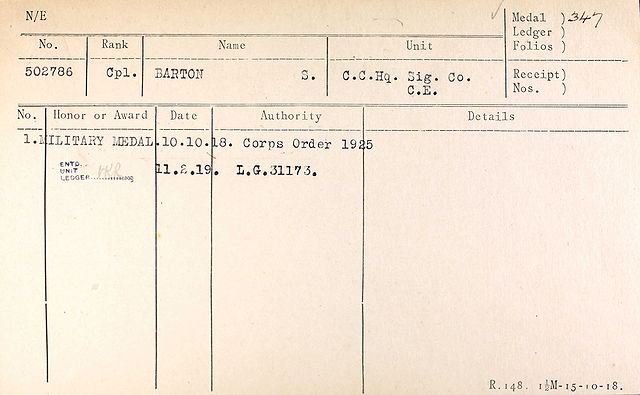 N/E
Medal ) 347
Ledger )
Folios )
No. Rank Name Unit
502786 Cpl. BARTON S. C.C.Hq. Sig. Co.
C.E.
Receipt)
Nos. )
No. Honor or Award Date Authority Details
1. MILITARY MEDAL. 10.10.18. Corps Order 1925
ENTD.
UNIT
LEDGER
11.2.19. L.G.31173.
R.148. 1½M-15-10-18.